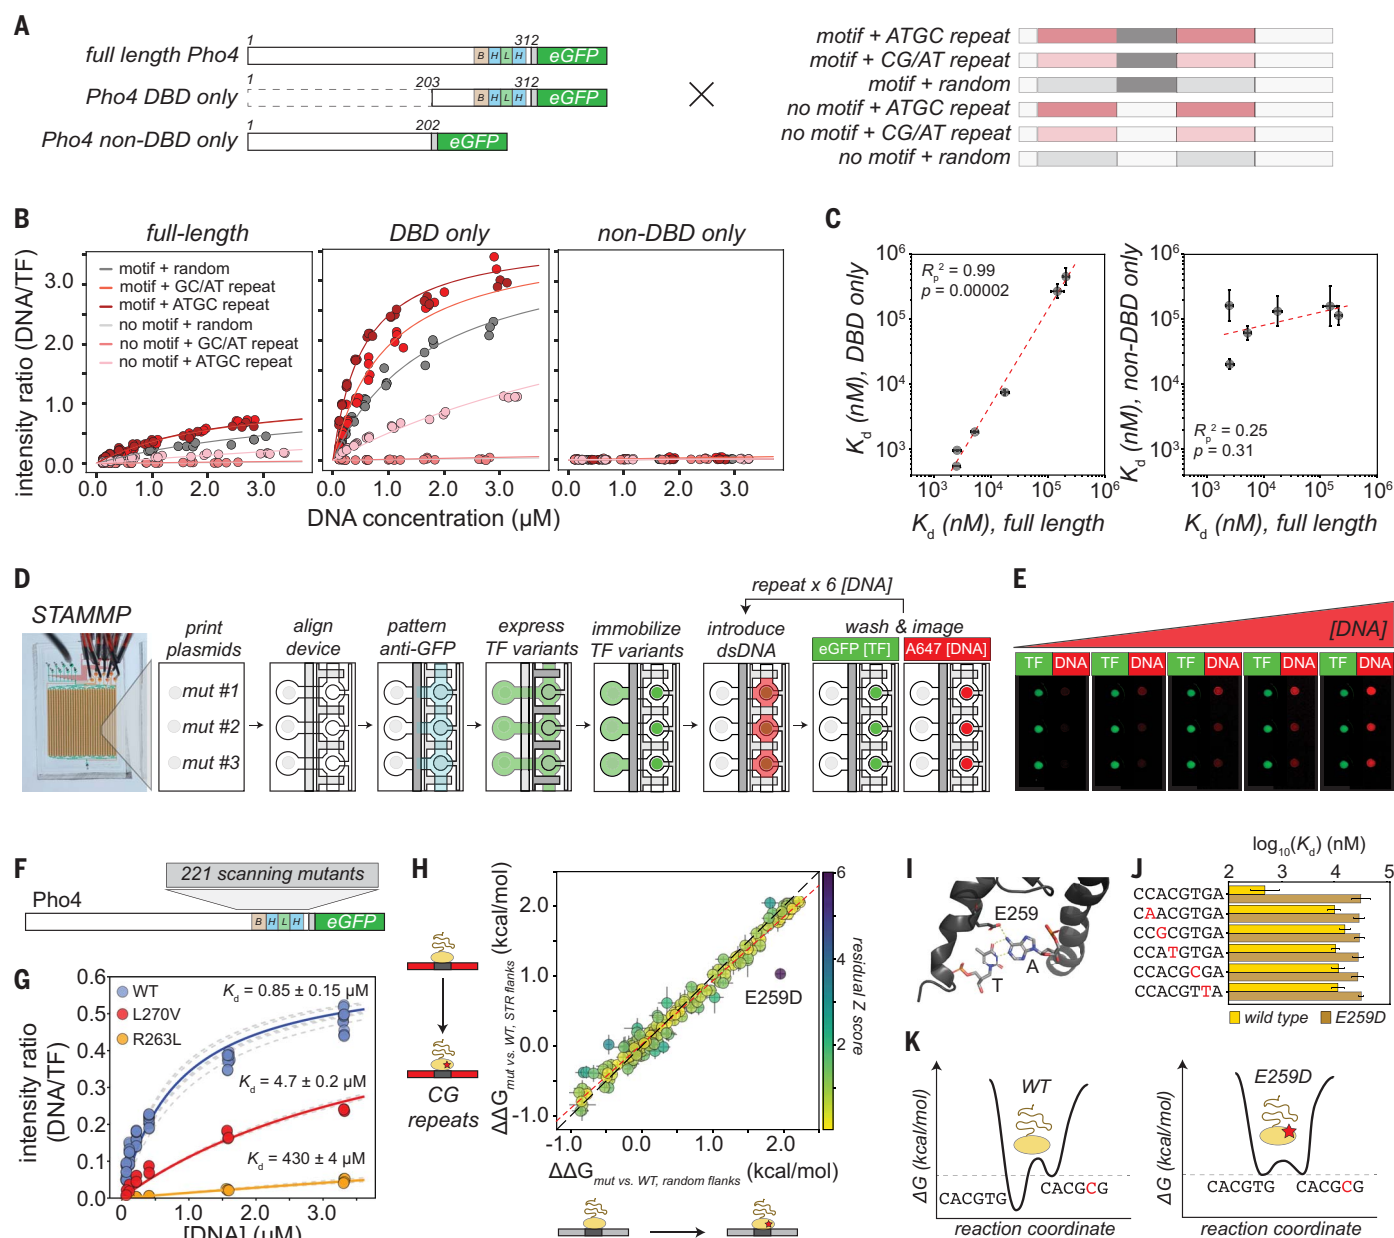 A
full length Pho4
1
312
B H L H
eGFP
Pho4 DBD only
1
203
312
B H L H
eGFP
Pho4 non-DBD only
1
202
eGFP
motif + ATGC repeat
motif + CG/AT repeat
motif + random
no motif + ATGC repeat
no motif + CG/AT repeat
no motif + random
B
full-length
DBD only
non-DBD only
intensity ratio (DNA/TF)
3.0
2.0
1.0
0.0
motif + random
motif + GC/AT repeat
motif + ATGC repeat
no motif + random
no motif + GC/AT repeat
no motif + ATGC repeat
0.0 1.0 2.0 3.0
0.0 1.0 2.0 3.0
0.0 1.0 2.0 3.0
DNA concentration (µM)
C
Kd (nM), DBD only
10⁶
10⁵
10⁴
10³
Rp² = 0.99
p = 0.00002
10³ 10⁴ 10⁵ 10⁶
Kd (nM), full length
Kd (nM), non-DBD only
10⁶
10⁵
10⁴
10³
Rp² = 0.25
p = 0.31
10³ 10⁴ 10⁵ 10⁶
Kd (nM), full length
D
STAMMP
print plasmids
mut #1
mut #2
mut #3
align device
pattern anti-GFP
express TF variants
immobilize TF variants
introduce dsDNA
repeat x 6 [DNA]
wash & image
eGFP [TF]
A647 [DNA]
E
[DNA]
TF DNA TF DNA TF DNA TF DNA TF DNA
F
221 scanning mutants
Pho4
B H L H
eGFP
G
intensity ratio (DNA/TF)
0.6
0.5
0.4
0.3
0.2
0.1
0.0
WT
L270V
R263L
Kd = 0.85 ± 0.15 µM
Kd = 4.7 ± 0.2 µM
Kd = 430 ± 4 µM
0 1.0 2.0 3.0
[DNA] (µM)
H
CG repeats
ΔΔG mut vs. WT, STR flanks (kcal/mol)
2.0
1.0
0.0
-1.0
E259D
-1.0 0.0 1.0 2.0
ΔΔG mut vs. WT, random flanks (kcal/mol)
6
4
2
0
residual Z score
I
E259
T
A
J
log₁₀(Kd) (nM)
2 3 4 5
CCACGTGA
CAACGTGA
CCGCGTGA
CCATGTGA
CCACGCGA
CCACGTTA
wild type
E259D
K
ΔG (kcal/mol)
WT
CACGTG
CACGCG
reaction coordinate
ΔG (kcal/mol)
E259D
CACGTG
CACGCG
reaction coordinate